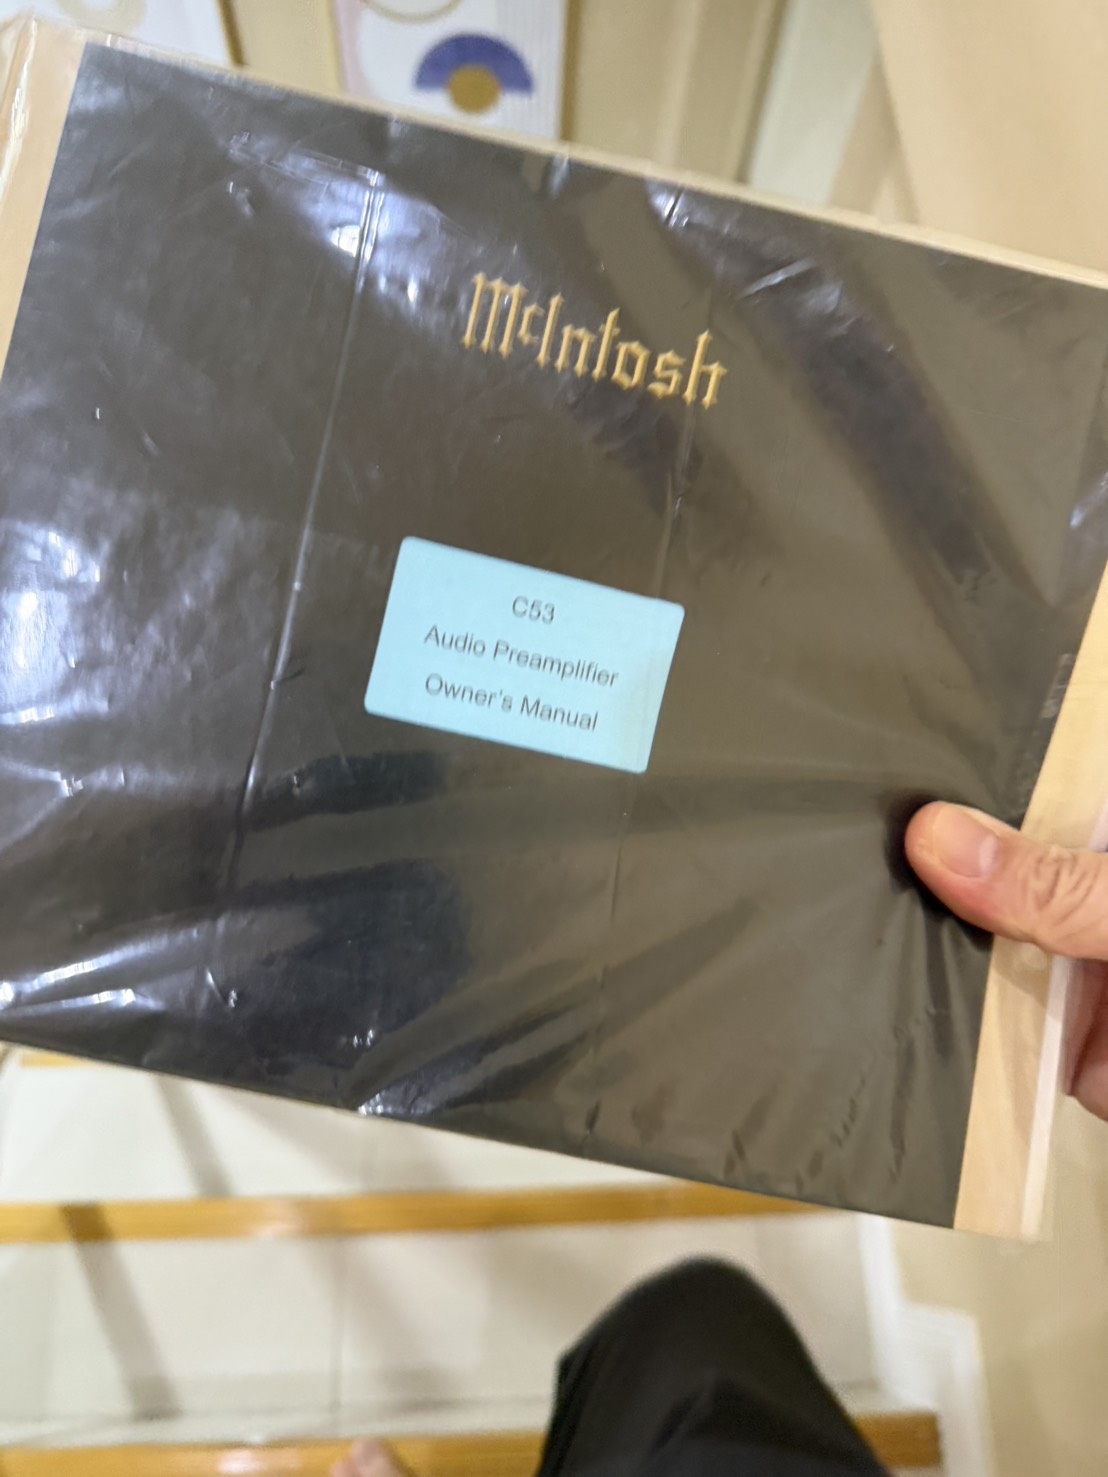 McIntosh
C53
Audio Preamplifier
Owner's Manual